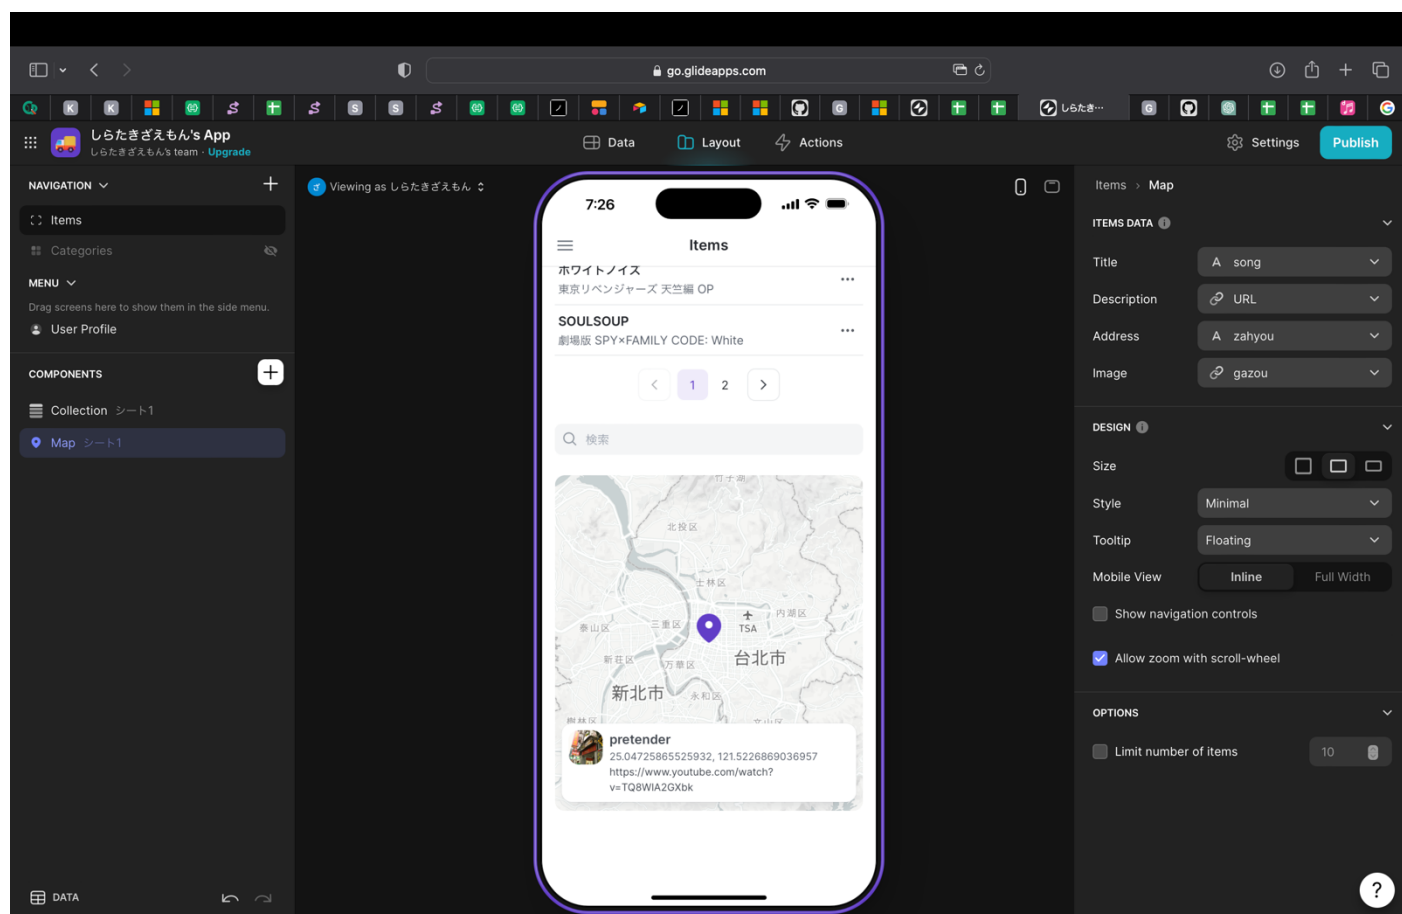 go.glideapps.com
しらたき…
しらたきざえもん's App
しらたきざえもん's team · Upgrade
Data
Layout
Actions
Settings
Publish
NAVIGATION
Items
Categories
MENU
Drag screens here to show them in the side menu.
User Profile
COMPONENTS
Collection シート1
Map シート1
DATA
Viewing as しらたきざえもん
7:26
Items
ホワイトノイズ
東京リベンジャーズ 天竺編 OP
SOULSOUP
劇場版 SPY×FAMILY CODE: White
1 2
検索
竹子湖
北投区
士林区
内湖区
泰山区
三重区
TSA
新荘区
万華区
台北市
新北市
永和区
樹林区
文山区
pretender
25.04725865525932, 121.5226869036957
https://www.youtube.com/watch?
v=TQ8WIA2GXbk
Items › Map
ITEMS DATA
Title A song
Description URL
Address A zahyou
Image gazou
DESIGN
Size
Style Minimal
Tooltip Floating
Mobile View Inline Full Width
Show navigation controls
Allow zoom with scroll-wheel
OPTIONS
Limit number of items 10
?